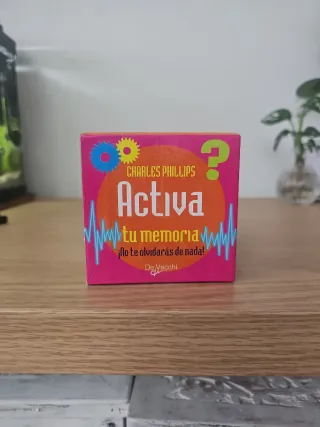 ?
CHARLES PHILLIPS
Activa
tu memoria
¡No te olvidarás de nada!
De Vecchi